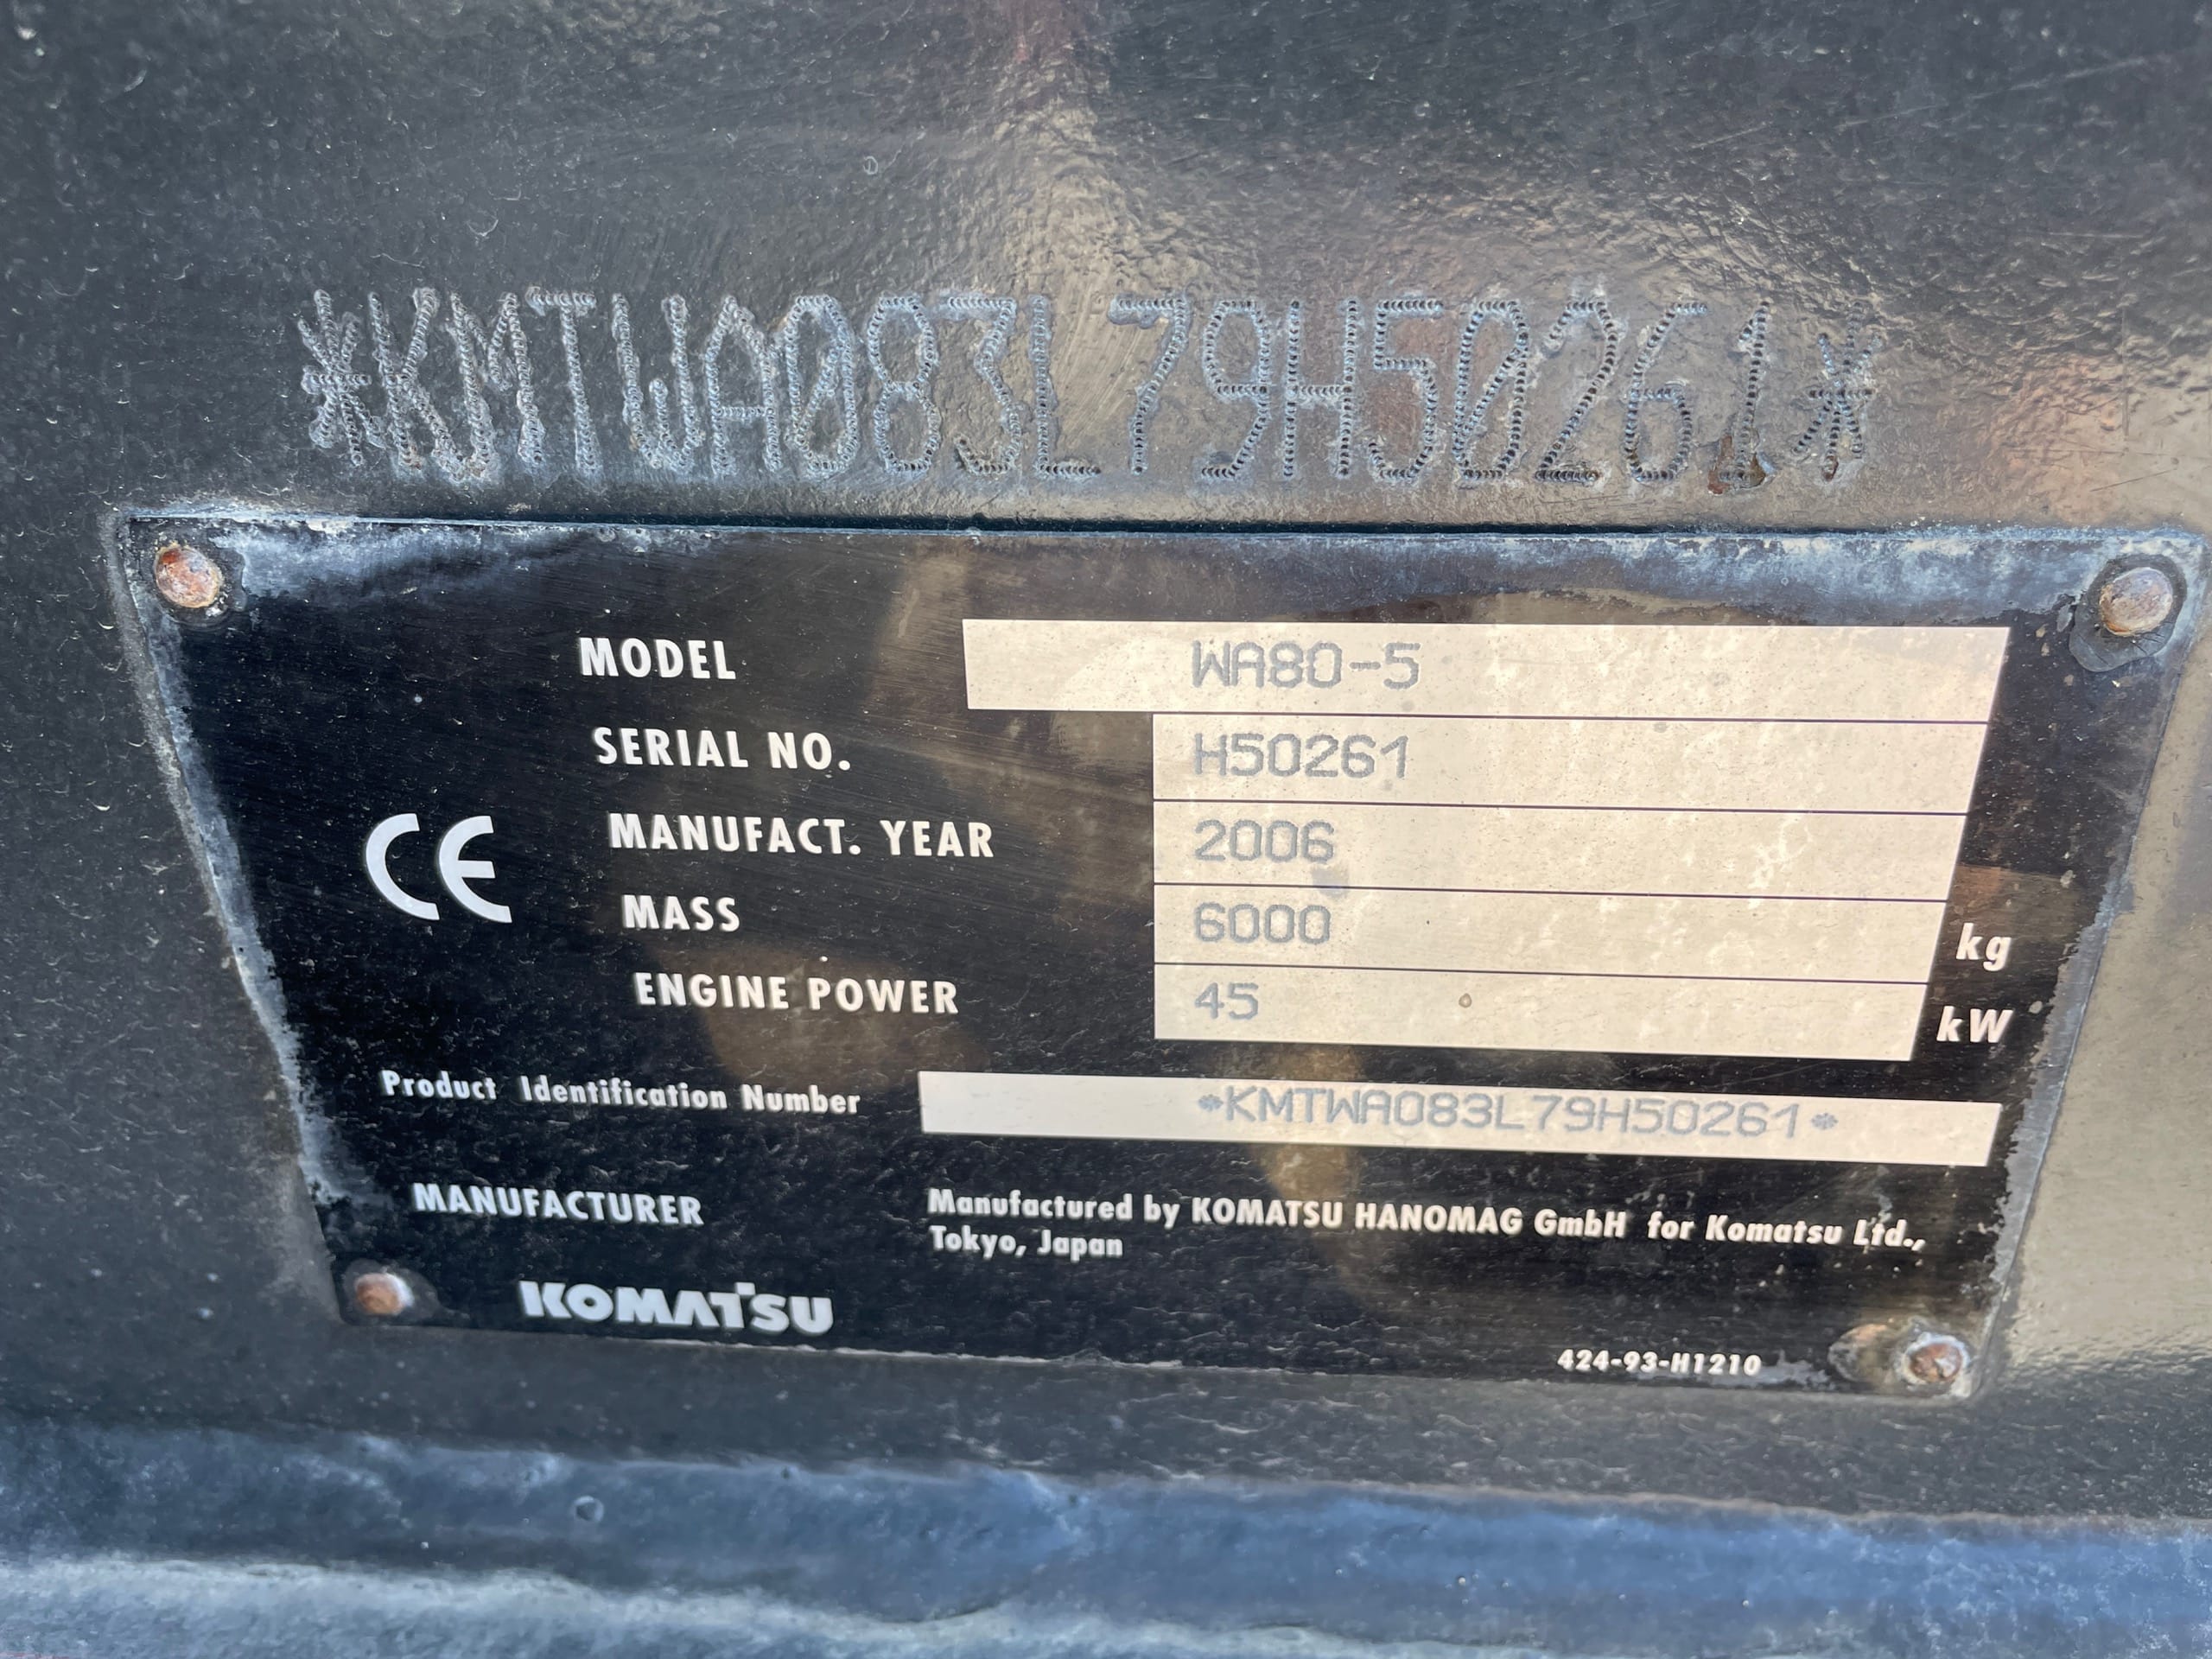 *KMTWA083L79H50261*
MODEL WA80-5
SERIAL NO. H50261
MANUFACT. YEAR 2006
CE
MASS 6000 kg
ENGINE POWER 45 kW
Product Identification Number *KMTWA083L79H50261*
MANUFACTURER Manufactured by KOMATSU HANOMAG GmbH for Komatsu Ltd.,
Tokyo, Japan
KOMATSU
424-93-H1210